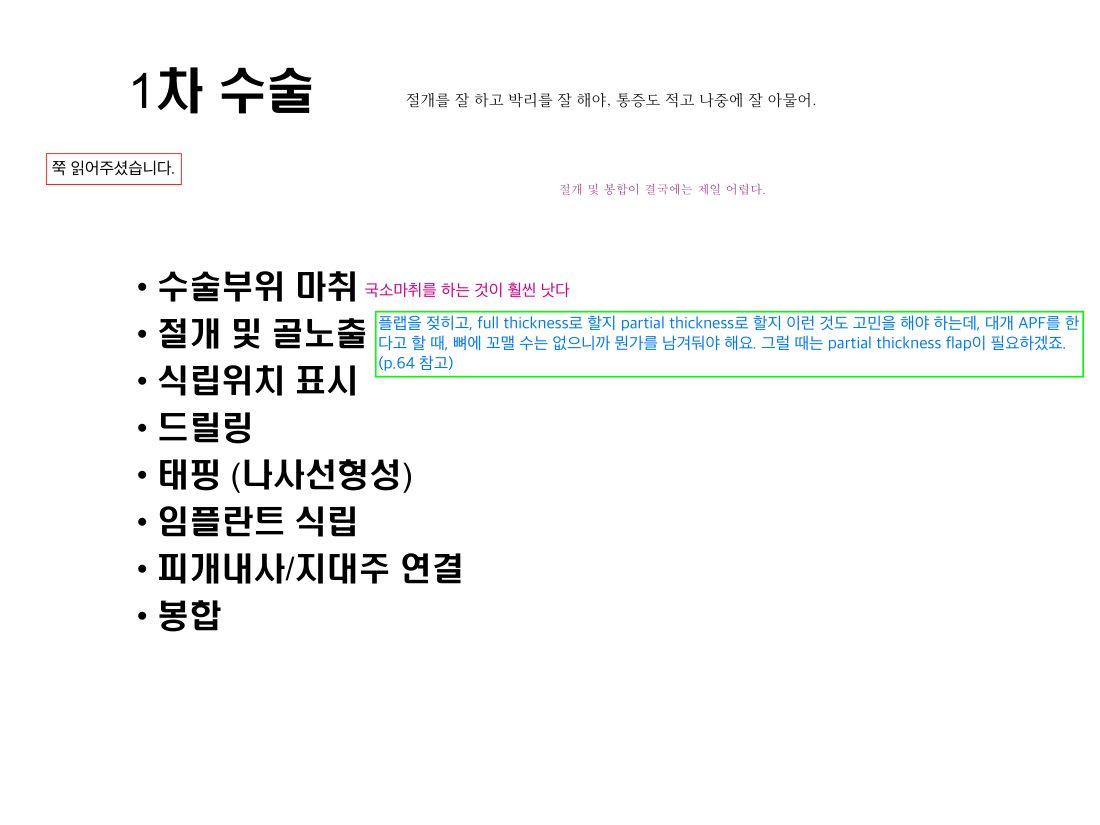 1차 수술
절개를 잘 하고 박리를 잘 해야, 통증도 적고 나중에 잘 아물어.
쭉 읽어주셨습니다.
절개 및 봉합이 결국에는 제일 어렵다.
• 수술부위 마취 국소마취를 하는 것이 훨씬 낫다
• 절개 및 골노출
플랩을 젖히고, full thickness로 할지 partial thickness로 할지 이런 것도 고민을 해야 하는데, 대개 APF를 한
다고 할 때, 뼈에 꼬맬 수는 없으니까 뭔가를 남겨둬야 해요. 그럴 때는 partial thickness flap이 필요하겠죠.
(p.64 참고)
• 식립위치 표시
• 드릴링
• 태핑 (나사선형성)
• 임플란트 식립
• 피개내사/지대주 연결
• 봉합